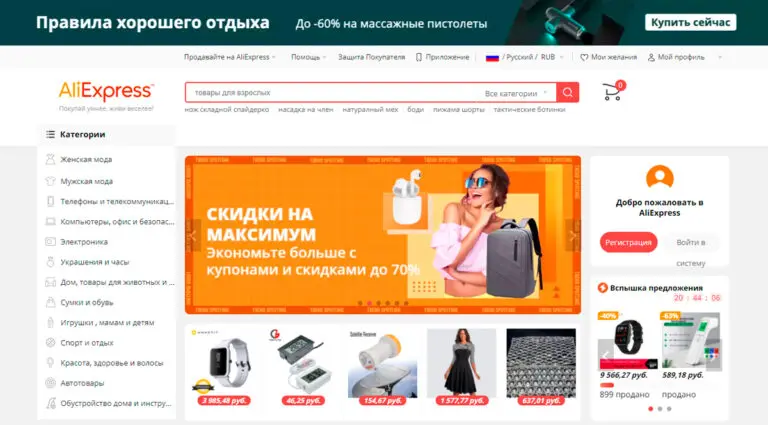 Правила хорошего отдыха
До -60% на массажные пистолеты
Купить сейчас
Продавайте на AliExpress
Помощь
Защита Покупателя
Приложение
/ Русский / RUB
Мои желания
Мой профиль
AliExpress
Покупай умнее, живи веселее!
товары для взрослых
Все категории
0
нож складной спайдерко насадка на член натуралный мех боди пижама шорты тактические ботинки
Категории
Женская мода
Мужская мода
Телефоны и телекоммуникац...
Компьютеры, офис и безопас...
Электроника
Украшения и часы
Дом, товары для животных и ...
Сумки и обувь
Игрушки , мамам и детям
Спорт и отдых
Красота, здоровье и волосы
Автотовары
Обустройство дома и инстру...
СКИДКИ НА
МАКСИМУМ
Экономьте больше с
купонами и скидками до 70%
Добро пожаловать в
AliExpress
Регистрация
Войти в
систему
Вспышка предложения
20 : 44 : 06
-40%
-63%
9 566,27 руб.
589,18 руб.
899 продано
продано
Satellite Receiver
3 985,48 руб.
46,25 руб.
154,67 руб.
1 577,77 руб.
637,01 руб.